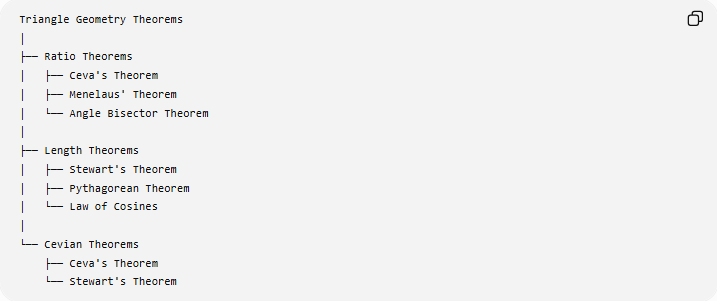 Triangle Geometry Theorems
│
├── Ratio Theorems
│   ├── Ceva's Theorem
│   ├── Menelaus' Theorem
│   └── Angle Bisector Theorem
│
├── Length Theorems
│   ├── Stewart's Theorem
│   ├── Pythagorean Theorem
│   └── Law of Cosines
│
└── Cevian Theorems
    ├── Ceva's Theorem
    └── Stewart's Theorem